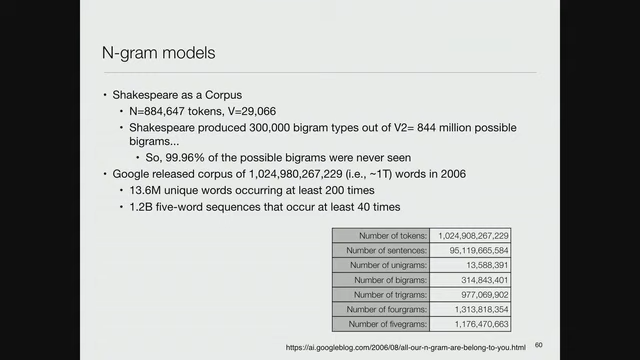 N-gram models
• Shakespeare as a Corpus
• N=884,647 tokens, V=29,066
• Shakespeare produced 300,000 bigram types out of V2= 844 million possible
bigrams...
• So, 99.96% of the possible bigrams were never seen
• Google released corpus of 1,024,980,267,229 (i.e., ~1T) words in 2006
• 13.6M unique words occurring at least 200 times
• 1.2B five-word sequences that occur at least 40 times
Number of tokens: 1,024,908,267,229
Number of sentences: 95,119,665,584
Number of unigrams: 13,588,391
Number of bigrams: 314,843,401
Number of trigrams: 977,069,902
Number of fourgrams: 1,313,818,354
Number of fivegrams: 1,176,470,663
https://ai.googleblog.com/2006/08/all-our-n-gram-are-belong-to-you.html 60